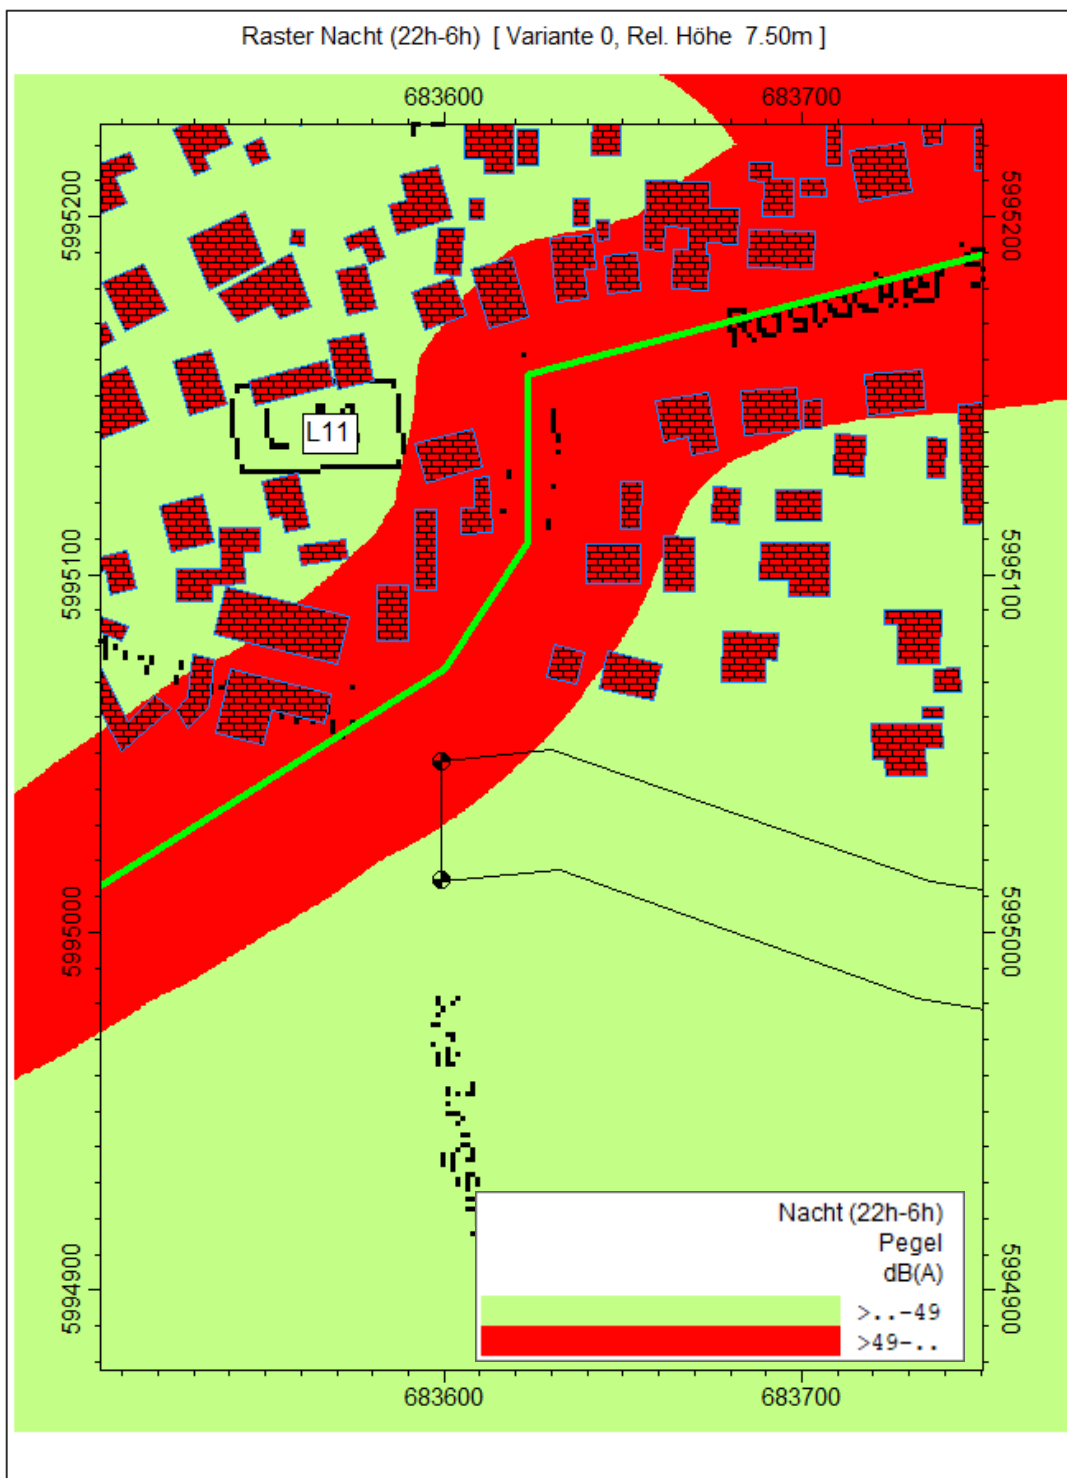 Raster Nacht (22h-6h) [ Variante 0, Rel. Höhe 7.50m ]
683600 683700
5995200 5995200
L11
5995100 5995100
5995000 5995000
5994900 5994900
Nacht (22h-6h)
Pegel
dB(A)
>..-49
>49-..
683600 683700